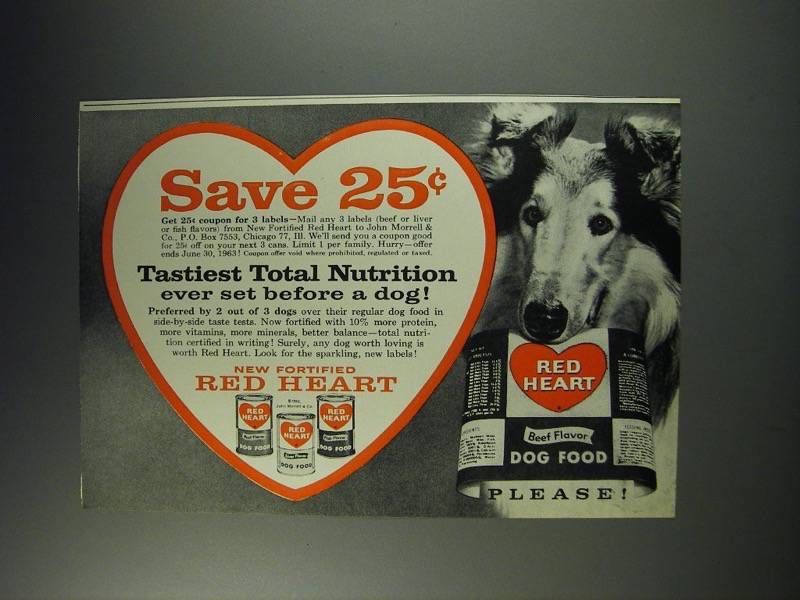 Save 25¢
Get 25¢ coupon for 3 labels—Mail any 3 labels (beef or liver
or fish flavors) from New Fortified Red Heart to John Morrell &
Co., P.O. Box 7553, Chicago 77, Ill. We'll send you a coupon good
for 25¢ off on your next 3 cans. Limit 1 per family. Hurry—offer
ends June 30, 1963! Coupon offer void where prohibited, regulated or taxed.
Tastiest Total Nutrition
ever set before a dog!
Preferred by 2 out of 3 dogs over their regular dog food in
side-by-side taste tests. Now fortified with 10% more protein,
more vitamins, more minerals, better balance—total nutri-
tion certified in writing! Surely, any dog worth loving is
worth Red Heart. Look for the sparkling, new labels!
NEW FORTIFIED
RED HEART
John Morrell & Co.
RED
HEART
DOG FOOD
RED
HEART
Beef Flavor
DOG FOOD
RED
HEART
DOG FOOD
RED
HEART
Beef Flavor
DOG FOOD
PLEASE!